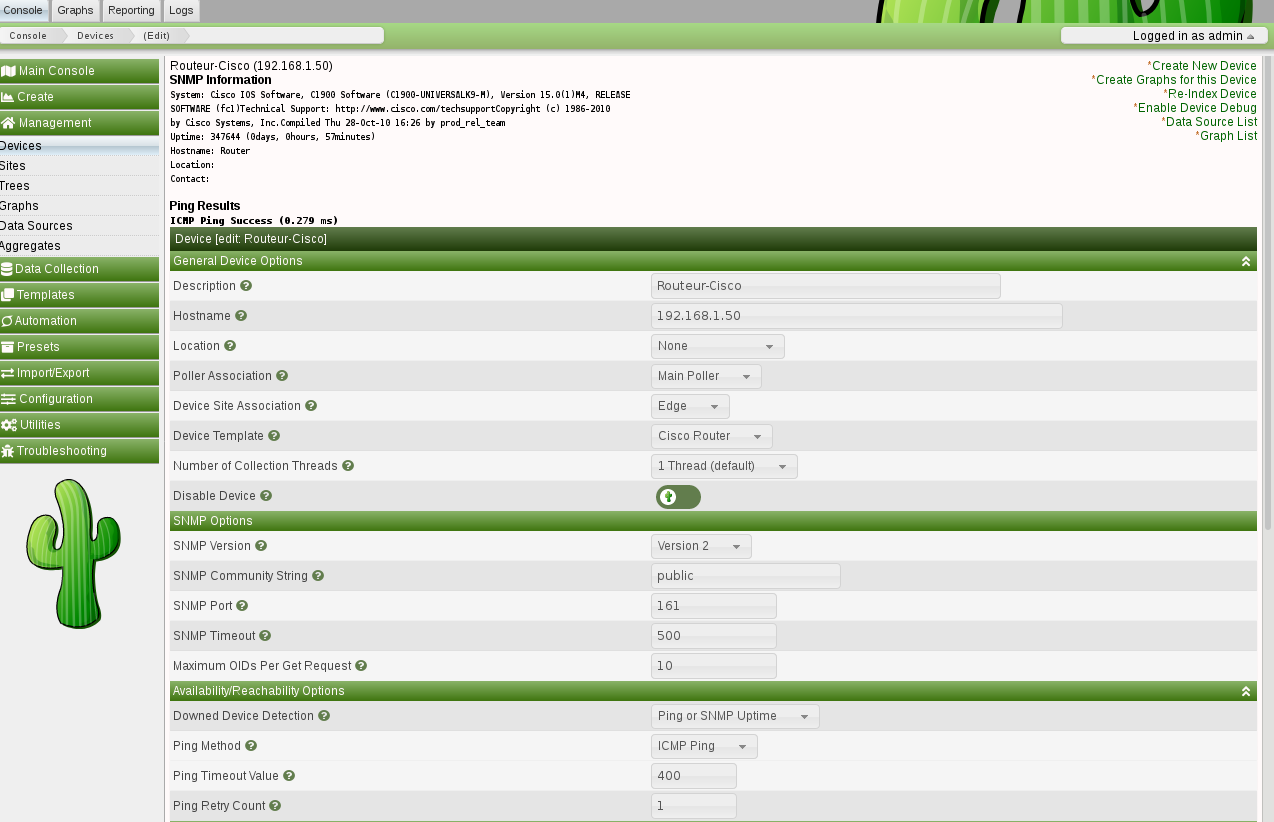 Console Graphs Reporting Logs
Console Devices (Edit) Logged in as admin
Main Console
Create
Management
Devices
Sites
Trees
Graphs
Data Sources
Aggregates
Data Collection
Templates
Automation
Presets
Import/Export
Configuration
Utilities
Troubleshooting
Routeur-Cisco (192.168.1.50)
SNMP Information
System: Cisco IOS Software, C1900 Software (C1900-UNIVERSALK9-M), Version 15.0(1)M4, RELEASE
SOFTWARE (fc1)Technical Support: http://www.cisco.com/techsupportCopyright (c) 1986-2010
by Cisco Systems, Inc.Compiled Thu 28-Oct-10 16:26 by prod_rel_team
Uptime: 347644 (0days, 0hours, 57minutes)
Hostname: Router
Location:
Contact:
*Create New Device
*Create Graphs for this Device
*Re-Index Device
*Enable Device Debug
*Data Source List
*Graph List
Ping Results
ICMP Ping Success (0.279 ms)
Device [edit: Routeur-Cisco]
General Device Options
Description Routeur-Cisco
Hostname 192.168.1.50
Location None
Poller Association Main Poller
Device Site Association Edge
Device Template Cisco Router
Number of Collection Threads 1 Thread (default)
Disable Device
SNMP Options
SNMP Version Version 2
SNMP Community String public
SNMP Port 161
SNMP Timeout 500
Maximum OIDs Per Get Request 10
Availability/Reachability Options
Downed Device Detection Ping or SNMP Uptime
Ping Method ICMP Ping
Ping Timeout Value 400
Ping Retry Count 1